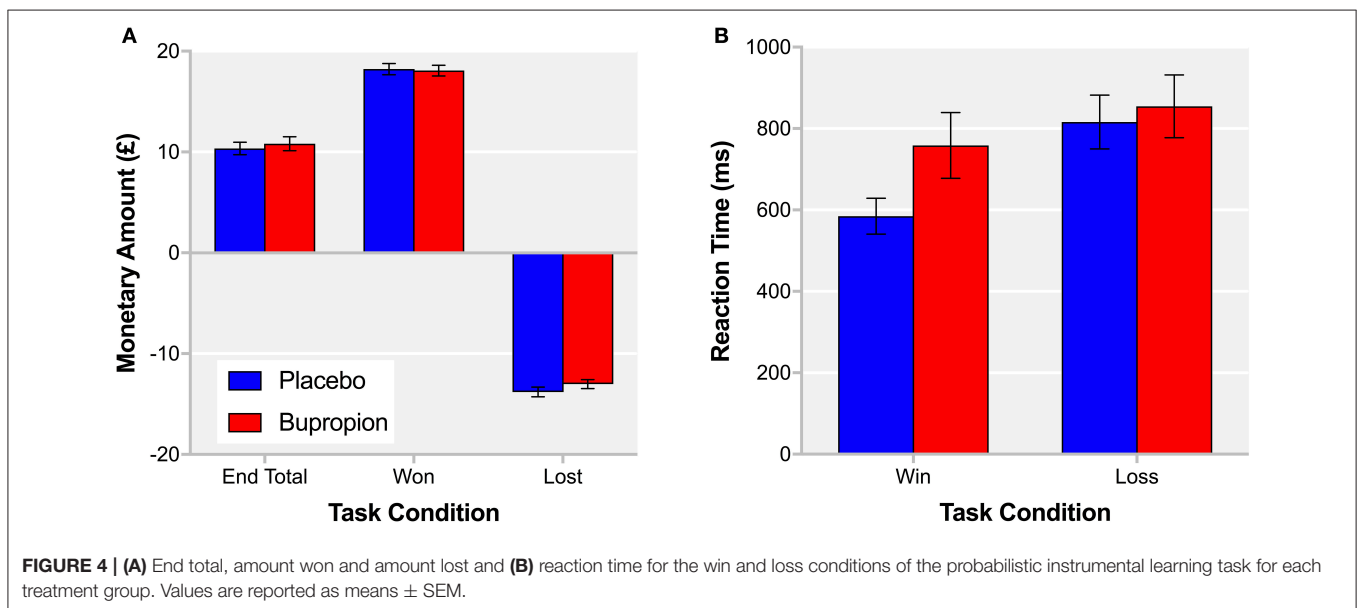 A
20
10
0
-10
-20
Monetary Amount (£)
Placebo
Bupropion
End Total Won Lost
Task Condition
B
1000
800
600
400
200
0
Reaction Time (ms)
Win Loss
Task Condition
FIGURE 4 | (A) End total, amount won and amount lost and (B) reaction time for the win and loss conditions of the probabilistic instrumental learning task for each
treatment group. Values are reported as means ± SEM.